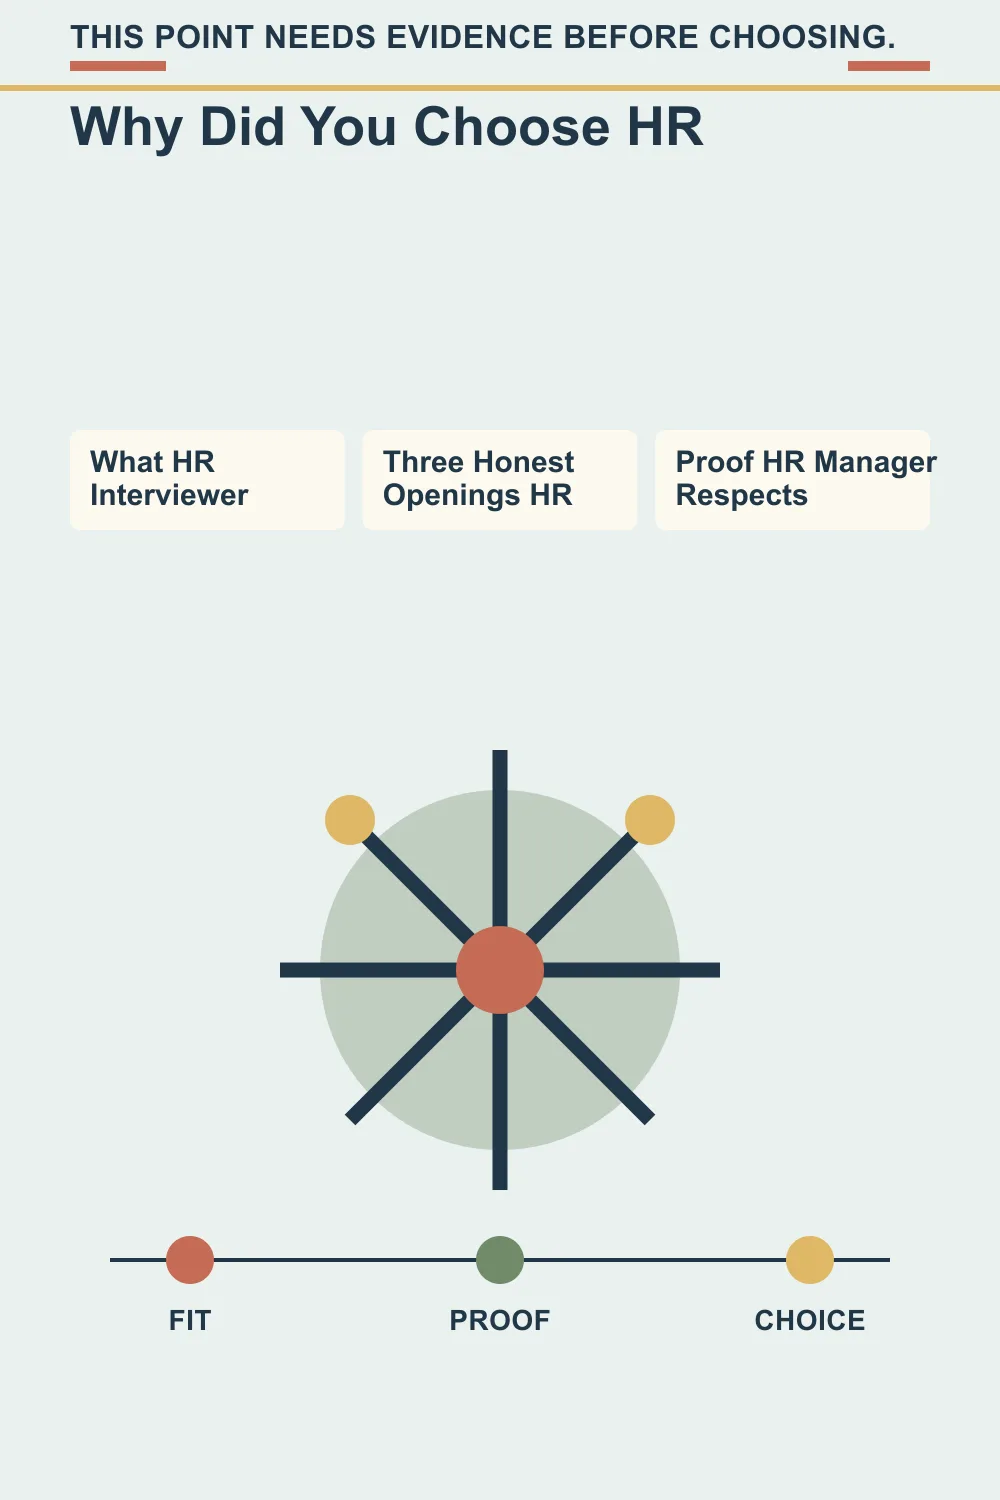 THIS POINT NEEDS EVIDENCE BEFORE CHOOSING.
Why Did You Choose HR
What HR
Interviewer
Three Honest
Openings HR
Proof HR Manager
Respects
FIT
PROOF
CHOICE